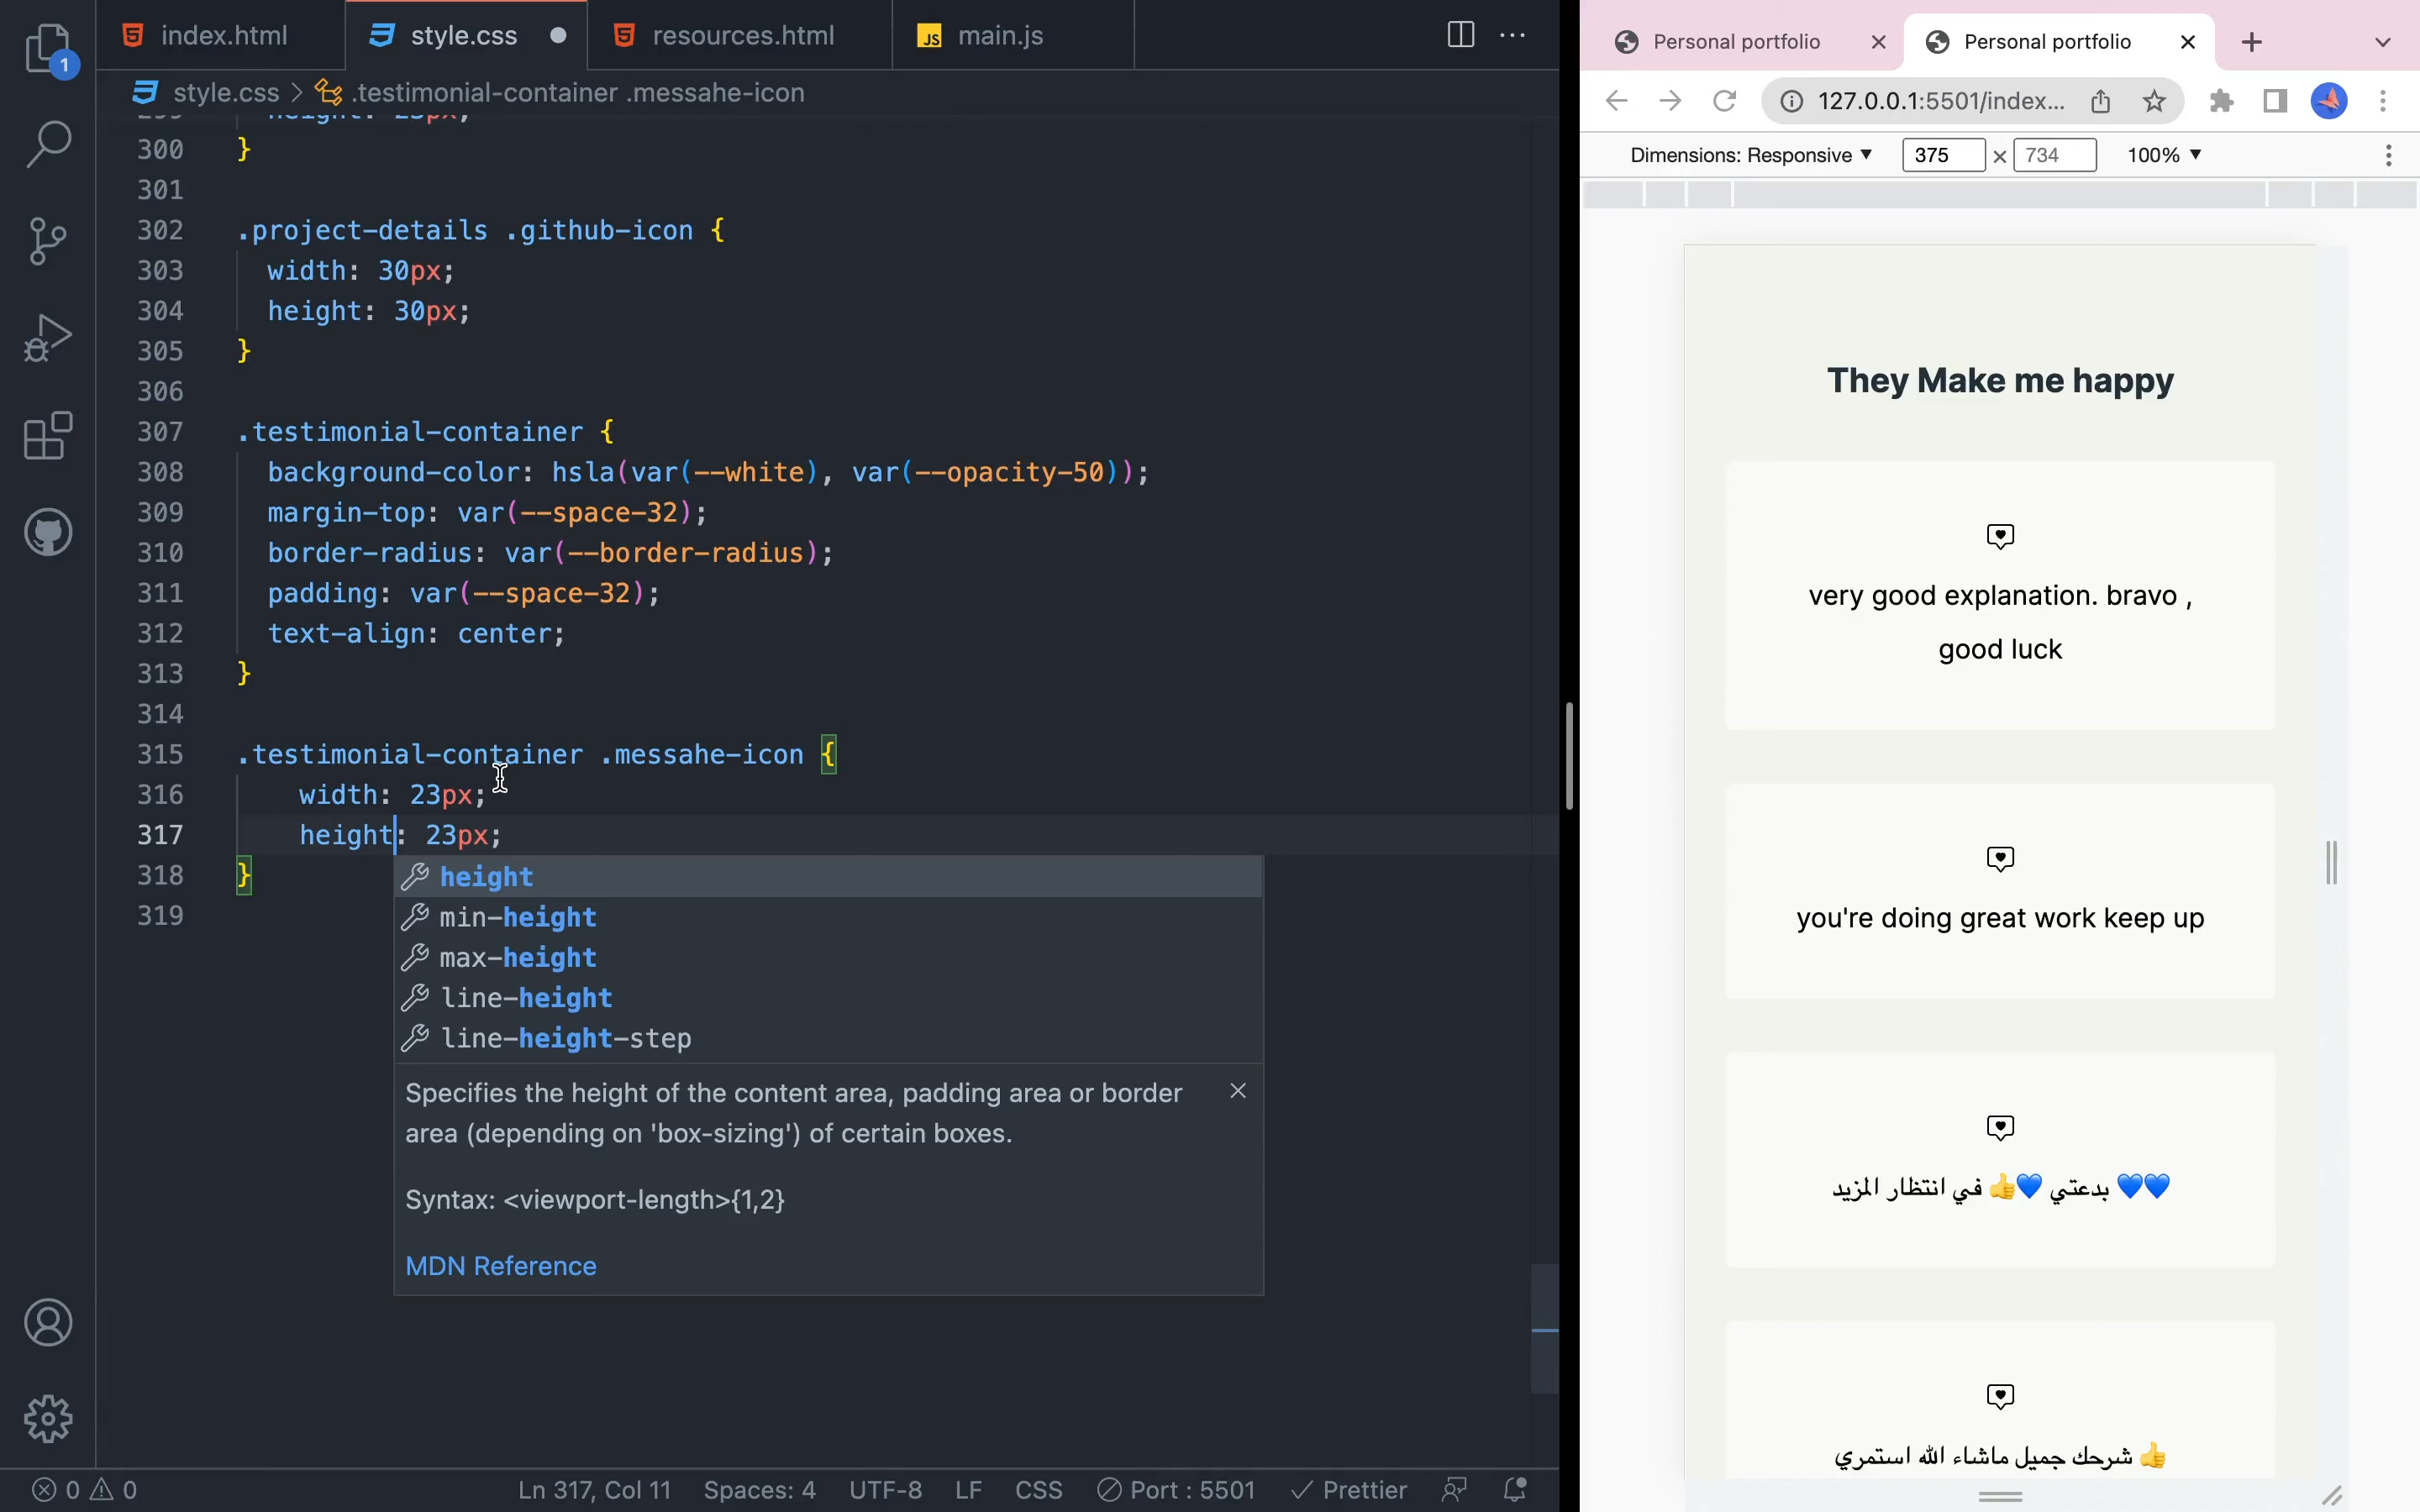 index.html
style.css
resources.html
JS main.js
style.css > .testimonial-container .messahe-icon
300 }
301
302 .project-details .github-icon {
303 width: 30px;
304 height: 30px;
305 }
306
307 .testimonial-container {
308 background-color: hsla(var(--white), var(--opacity-50));
309 margin-top: var(--space-32);
310 border-radius: var(--border-radius);
311 padding: var(--space-32);
312 text-align: center;
313 }
314
315 .testimonial-container .messahe-icon {
316 width: 23px;
317 height: 23px;
318 }
319
height
min-height
max-height
line-height
line-height-step
Specifies the height of the content area, padding area or border
area (depending on 'box-sizing') of certain boxes.
Syntax: <viewport-length>{1,2}
MDN Reference
1
0 0
Ln 317, Col 11 Spaces: 4 UTF-8 LF CSS Port : 5501 Prettier
Personal portfolio
Personal portfolio
127.0.0.1:5501/index...
Dimensions: Responsive 375 × 734 100%
They Make me happy
very good explanation. bravo ,
good luck
you're doing great work keep up
💙💙 بدعتي 💙👍 في انتظار المزيد
👍 شرحك جميل ماشاء الله استمري